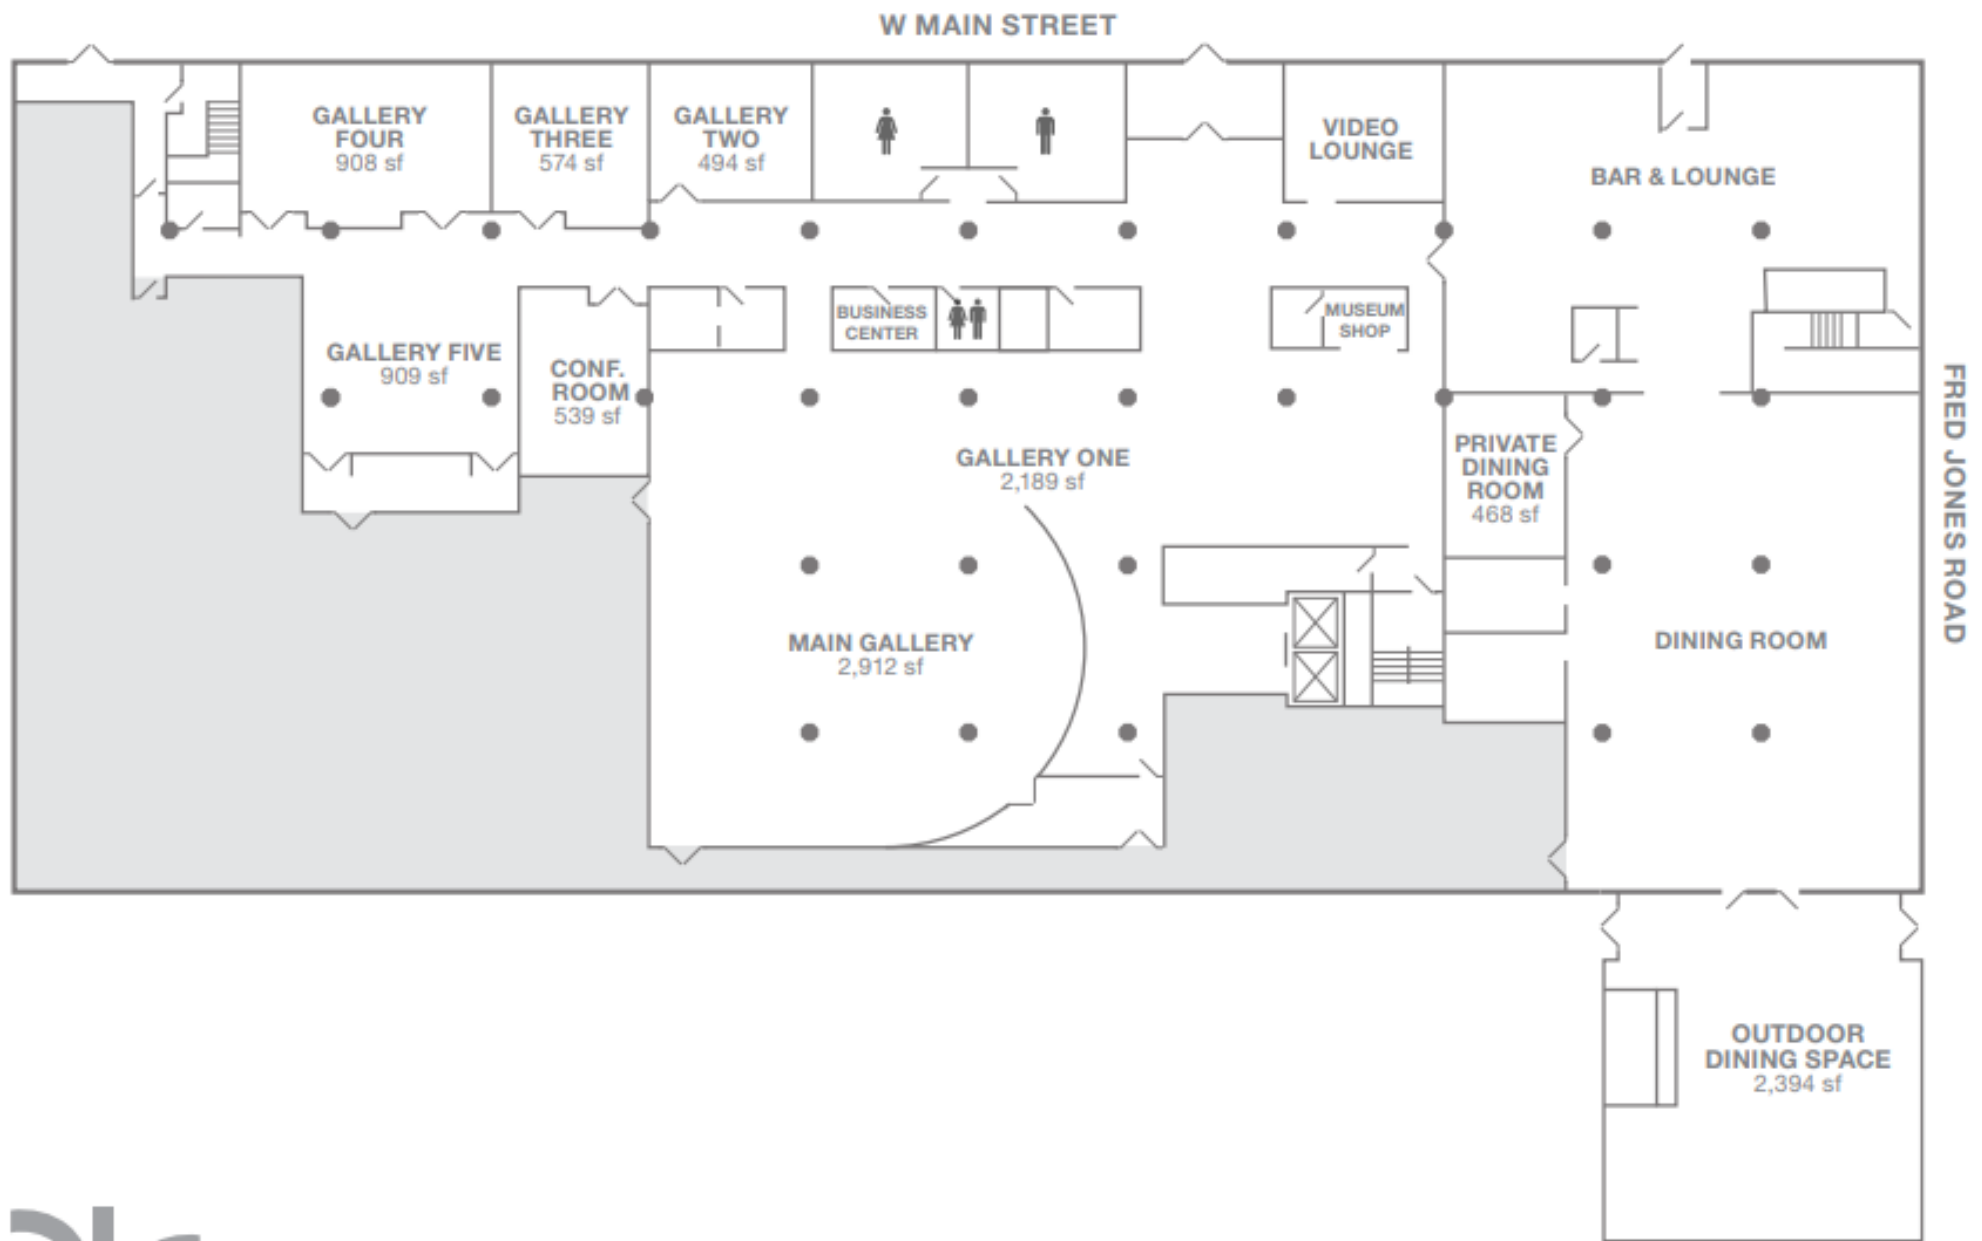 W MAIN STREET
GALLERY
FOUR
908 sf
GALLERY
THREE
574 sf
GALLERY
TWO
494 sf
VIDEO
LOUNGE
BAR & LOUNGE
GALLERY FIVE
909 sf
CONF.
ROOM
539 sf
BUSINESS
CENTER
MUSEUM
SHOP
GALLERY ONE
2,189 sf
PRIVATE
DINING
ROOM
468 sf
FRED JONES ROAD
MAIN GALLERY
2,912 sf
DINING ROOM
OUTDOOR
DINING SPACE
2,394 sf